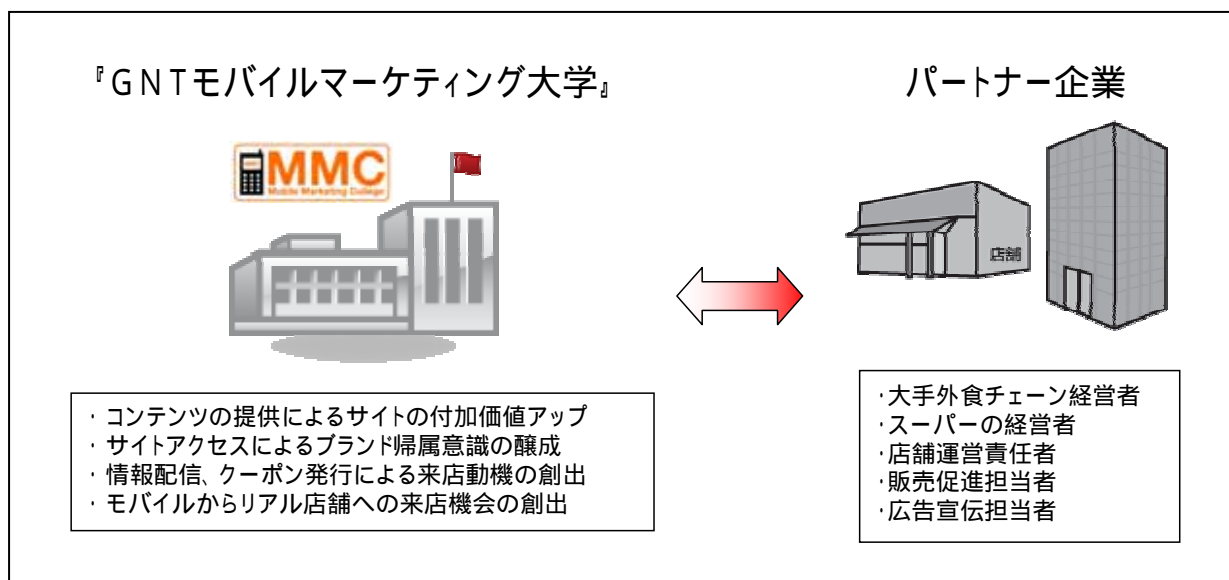 『GNTモバイルマーケティング大学』
MMC
Mobile Marketing College
・コンテンツの提供によるサイトの付加価値アップ
・サイトアクセスによるブランド帰属意識の醸成
・情報配信、クーポン発行による来店動機の創出
・モバイルからリアル店舗への来店機会の創出
パートナー企業
店舗
・大手外食チェーン経営者
・スーパーの経営者
・店舗運営責任者
・販売促進担当者
・広告宣伝担当者